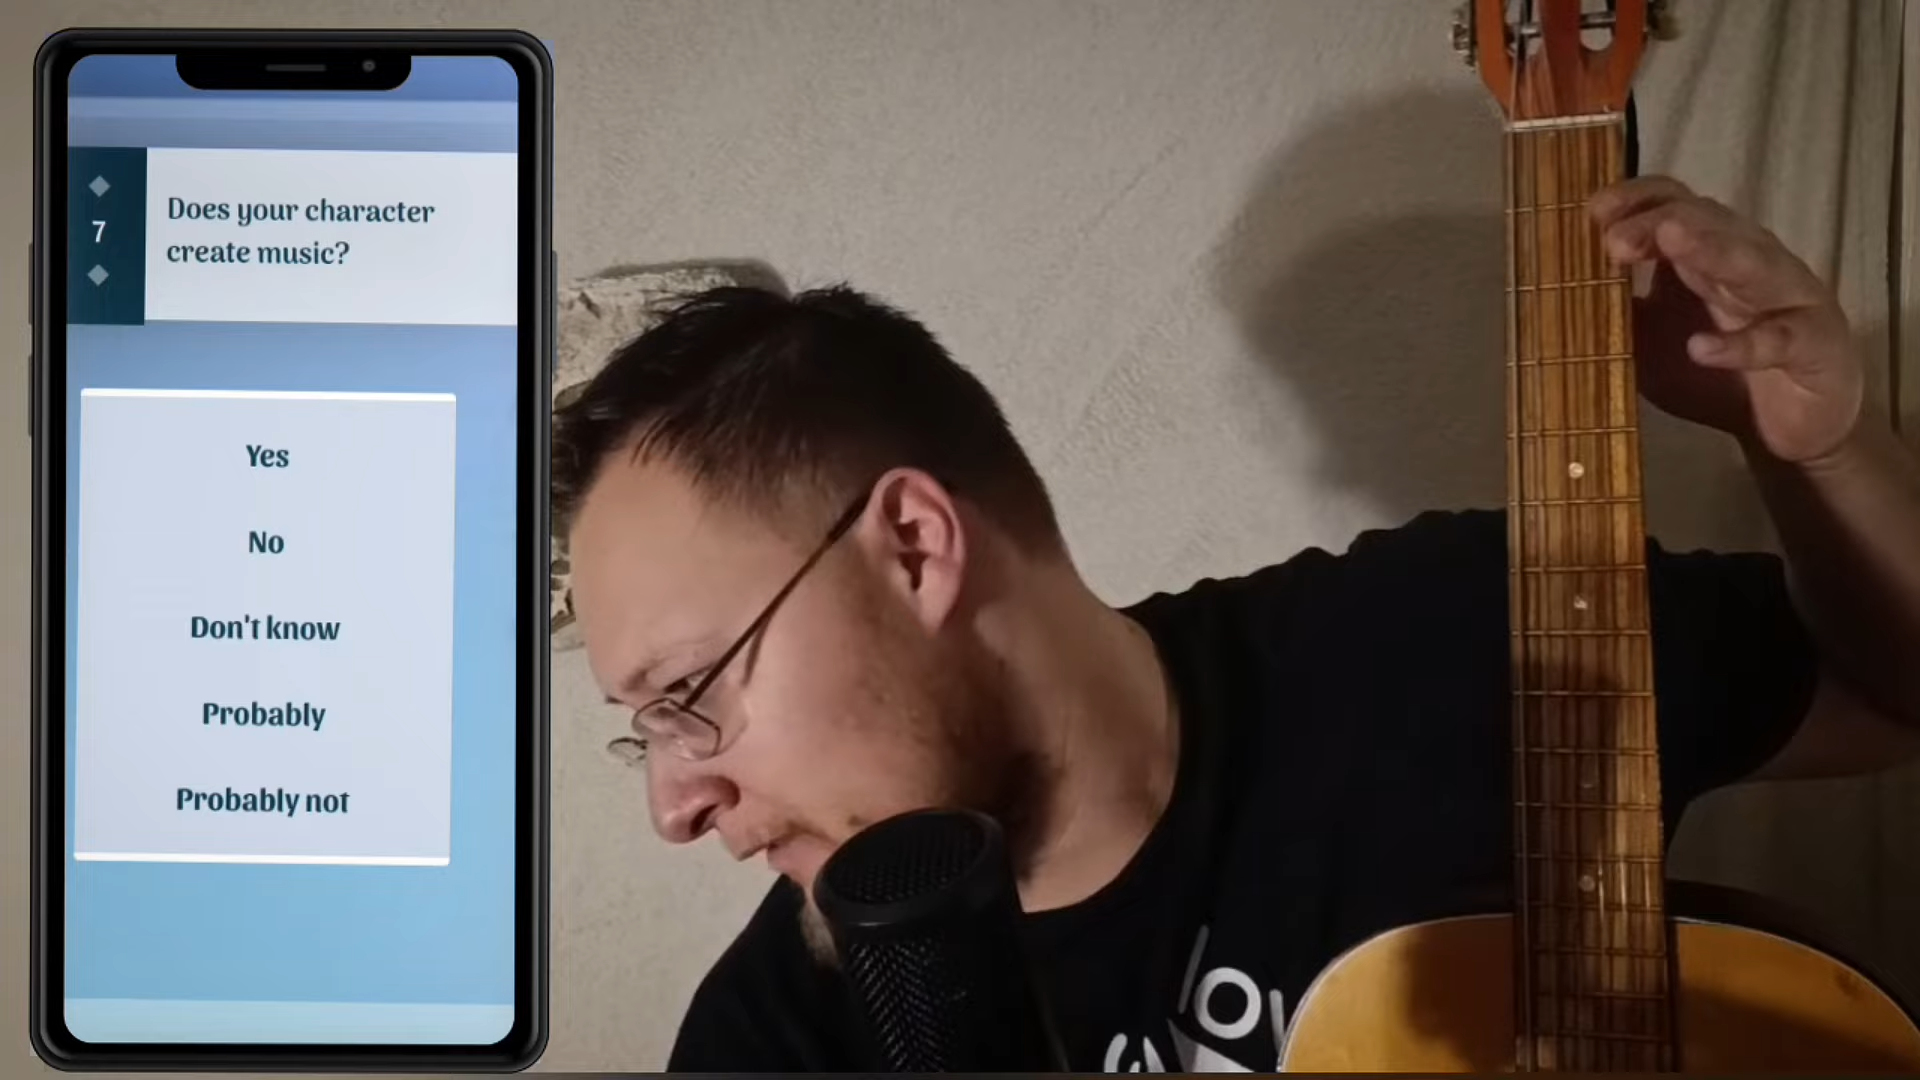 7
Does your character
create music?
Yes
No
Don't know
Probably
Probably not